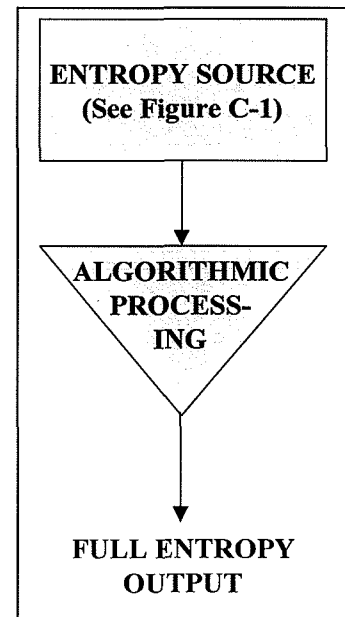 ENTROPY SOURCE
(See Figure C-1)
ALGORITHMIC
PROCESS-
ING
FULL ENTROPY
OUTPUT